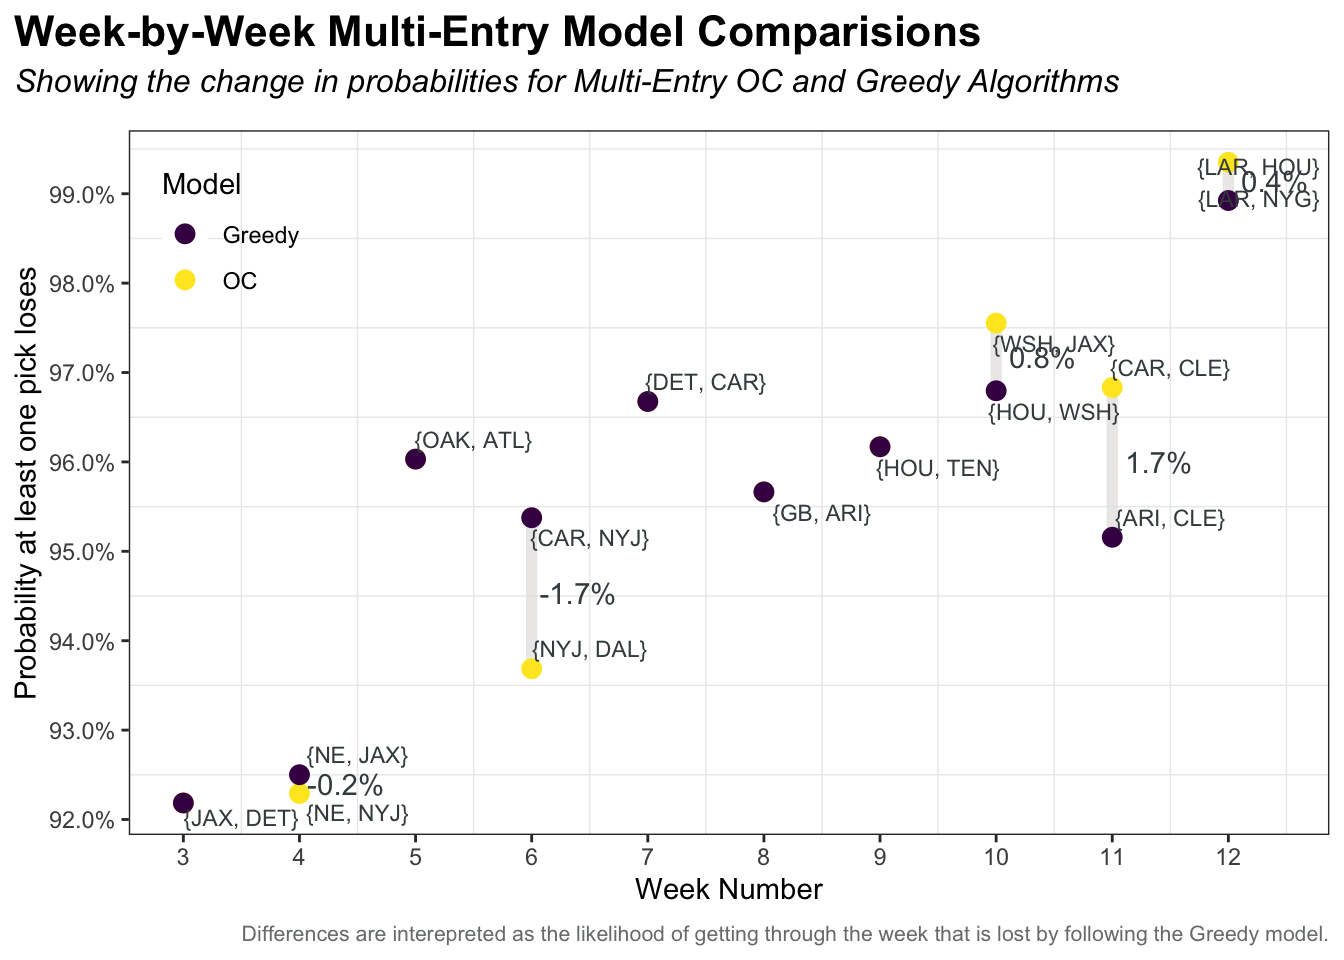 Week-by-Week Multi-Entry Model Comparisions
Showing the change in probabilities for Multi-Entry OC and Greedy Algorithms
Probability at least one pick loses
99.0%
98.0%
97.0%
96.0%
95.0%
94.0%
93.0%
92.0%
Model
Greedy
OC
{JAX, DET}
{NE, JAX}
-0.2%
{NE, NYJ}
{OAK, ATL}
{CAR, NYJ}
-1.7%
{NYJ, DAL}
{DET, CAR}
{GB, ARI}
{HOU, TEN}
{WSH, JAX}
0.8%
{HOU, WSH}
{CAR, CLE}
1.7%
{ARI, CLE}
{LAR, HOU}
0.4%
{LAR, NYG}
3 4 5 6 7 8 9 10 11 12
Week Number
Differences are interepreted as the likelihood of getting through the week that is lost by following the Greedy model.